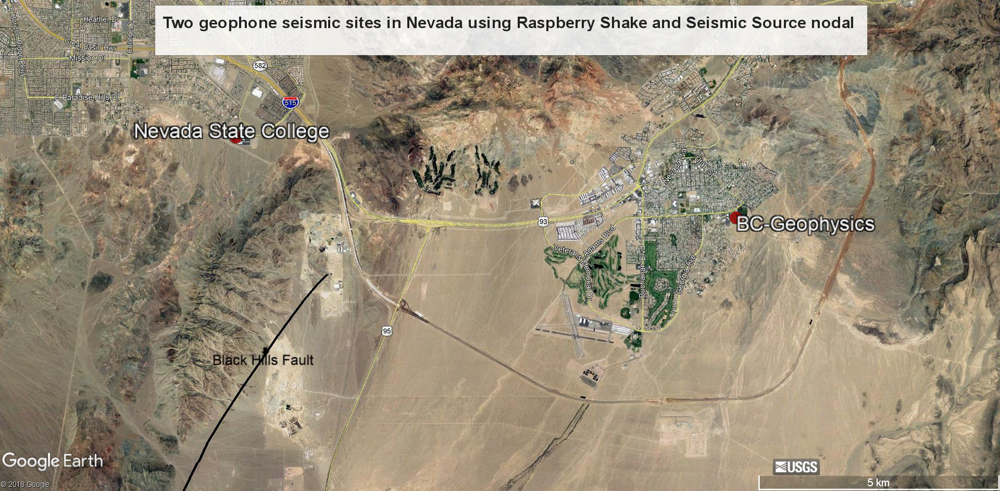 Two geophone seismic sites in Nevada using Raspberry Shake and Seismic Source nodal
E Horizon Ridge Pkwy
Heather Dr
College Dr
Great Basin Hwy
Mission Dr
582
E Paradise Hills Dr
515
Nevada State College
Nevada Way
Utah St
93
BC-Geophysics
Adams Blvd
Veterans Memorial Dr
Buchanan Blvd
Georgia Ave
95
Black Hills Fault
Google Earth
© 2018 Google
USGS
5 km